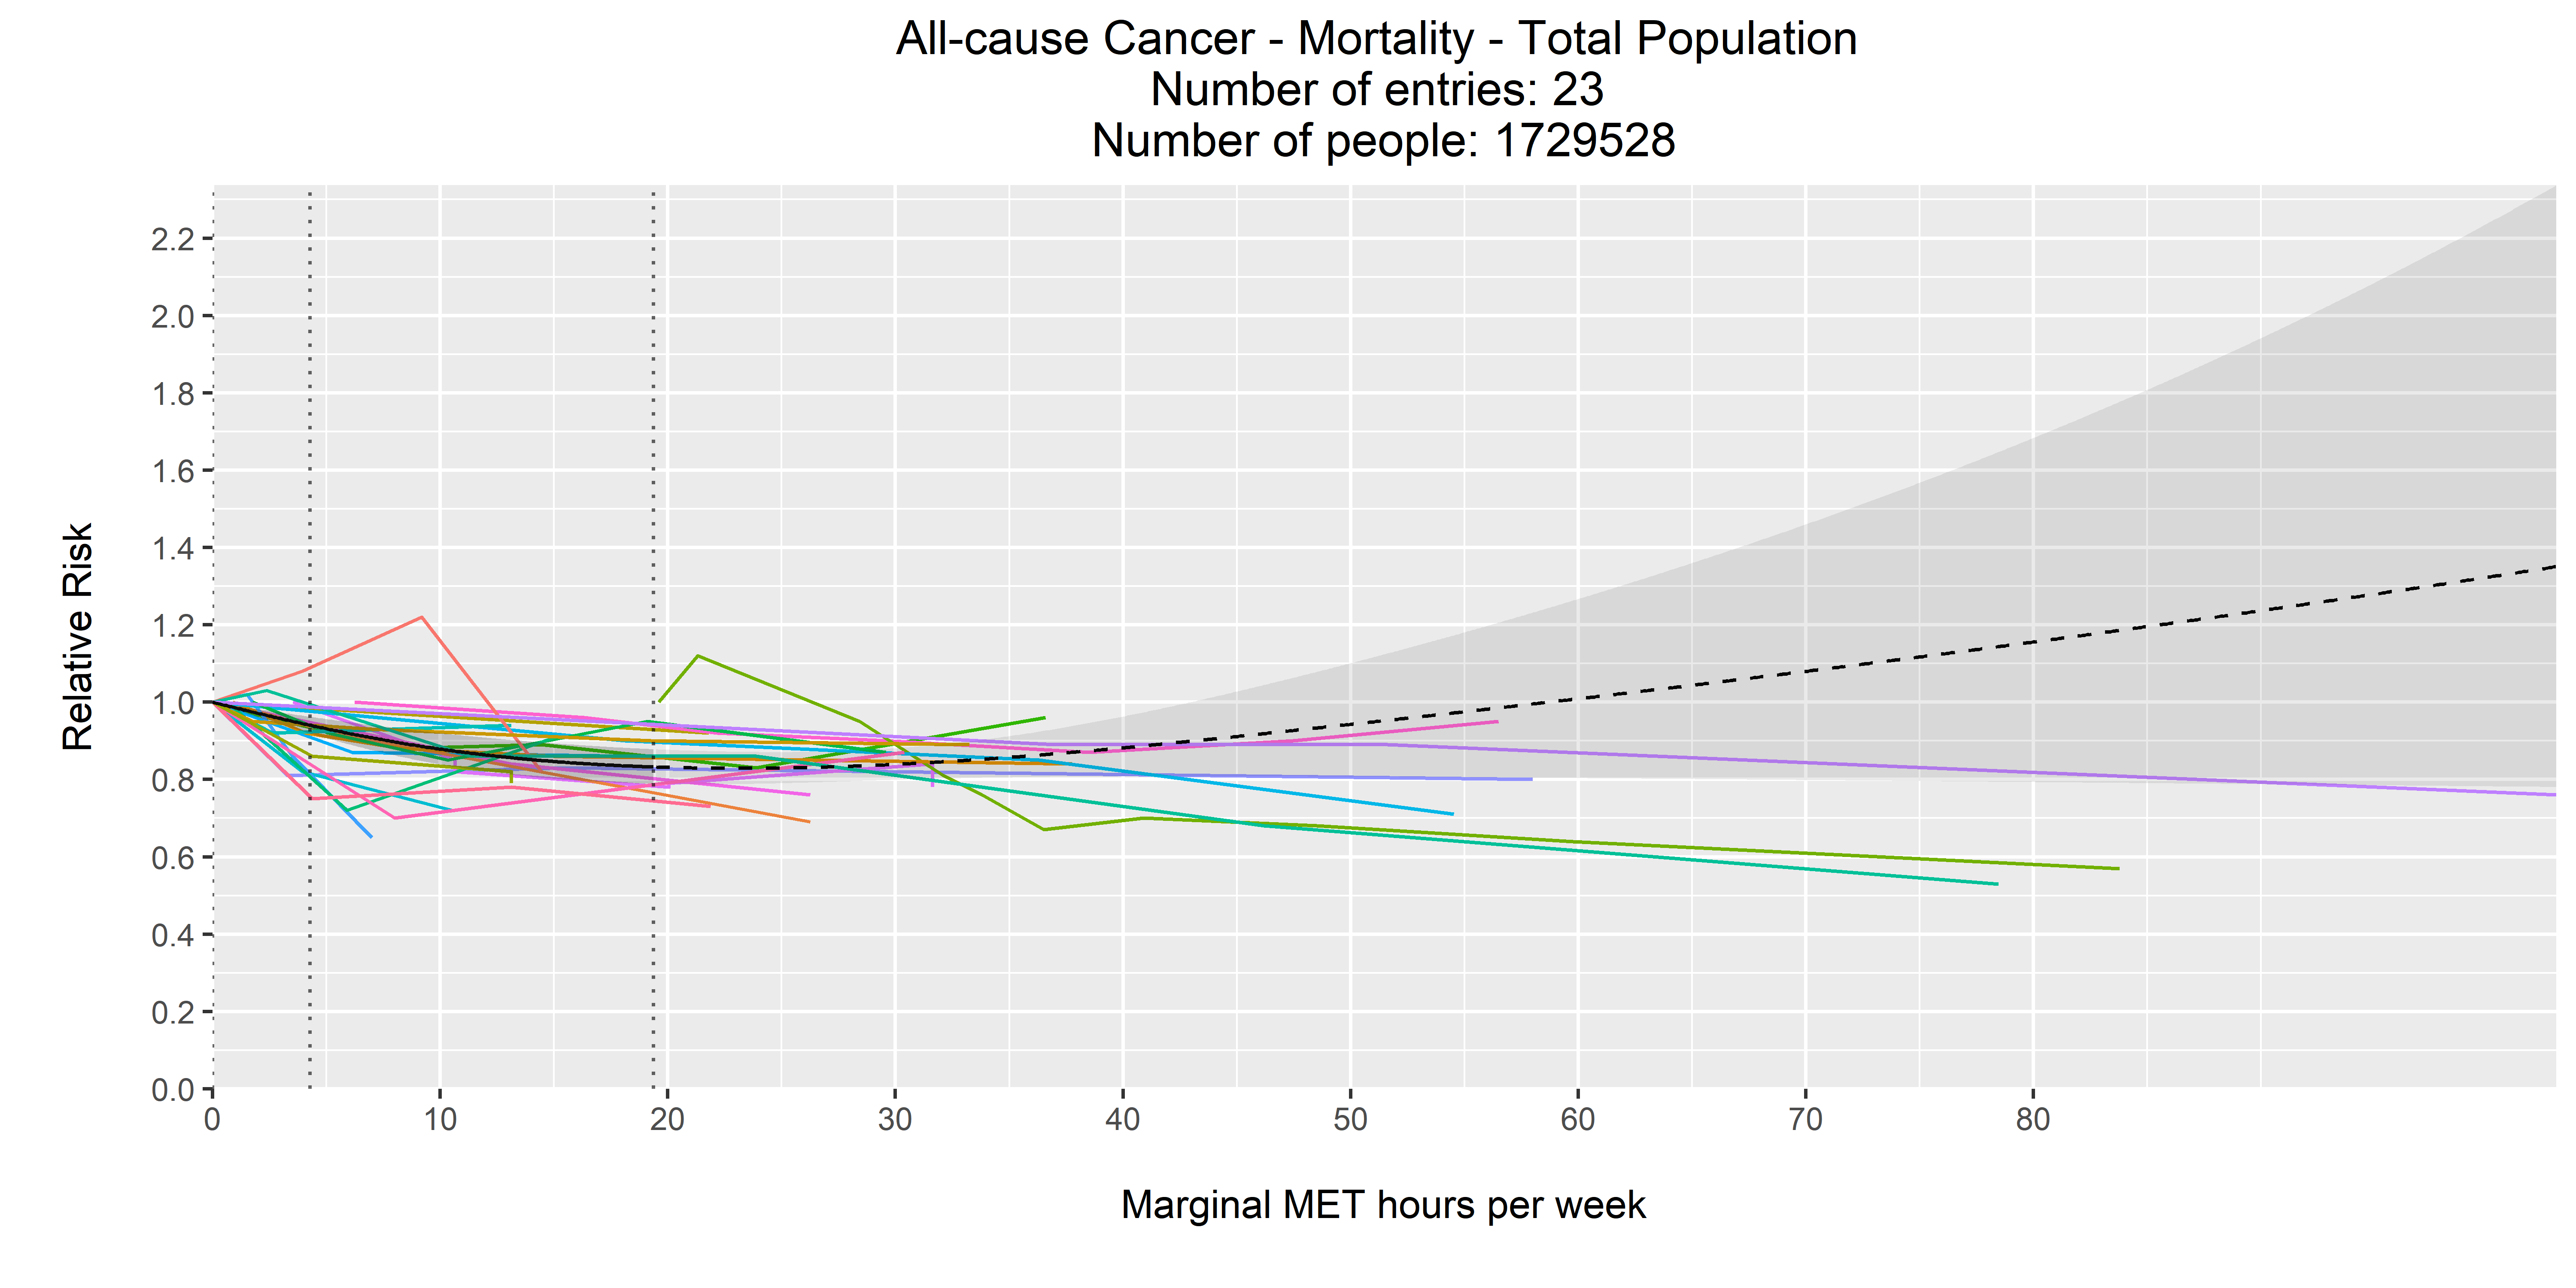 All-cause Cancer - Mortality - Total Population
Number of entries: 23
Number of people: 1729528
Relative Risk
2.2
2.0
1.8
1.6
1.4
1.2
1.0
0.8
0.6
0.4
0.2
0.0
0 10 20 30 40 50 60 70 80
Marginal MET hours per week